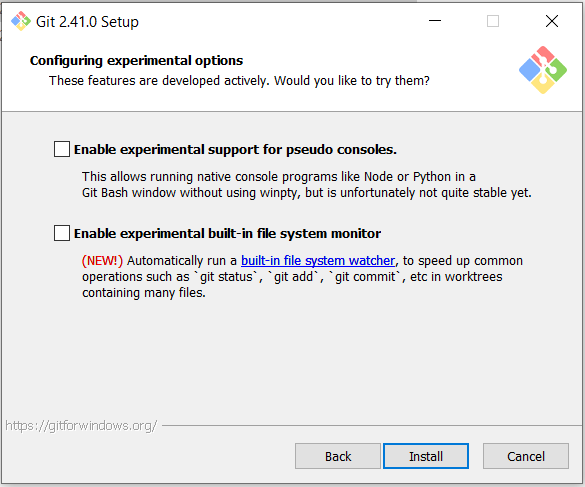 Git 2.41.0 Setup
Configuring experimental options
These features are developed actively. Would you like to try them?
Enable experimental support for pseudo consoles.
This allows running native console programs like Node or Python in a
Git Bash window without using winpty, but is unfortunately not quite stable yet.
Enable experimental built-in file system monitor
(NEW!) Automatically run a built-in file system watcher, to speed up common
operations such as `git status`, `git add`, `git commit`, etc in worktrees
containing many files.
https://gitforwindows.org/
Back Install Cancel